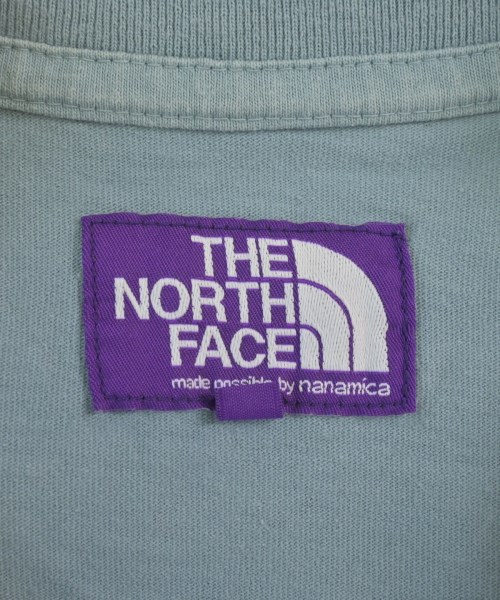 THE
NORTH
FACE
made possible by nanamica